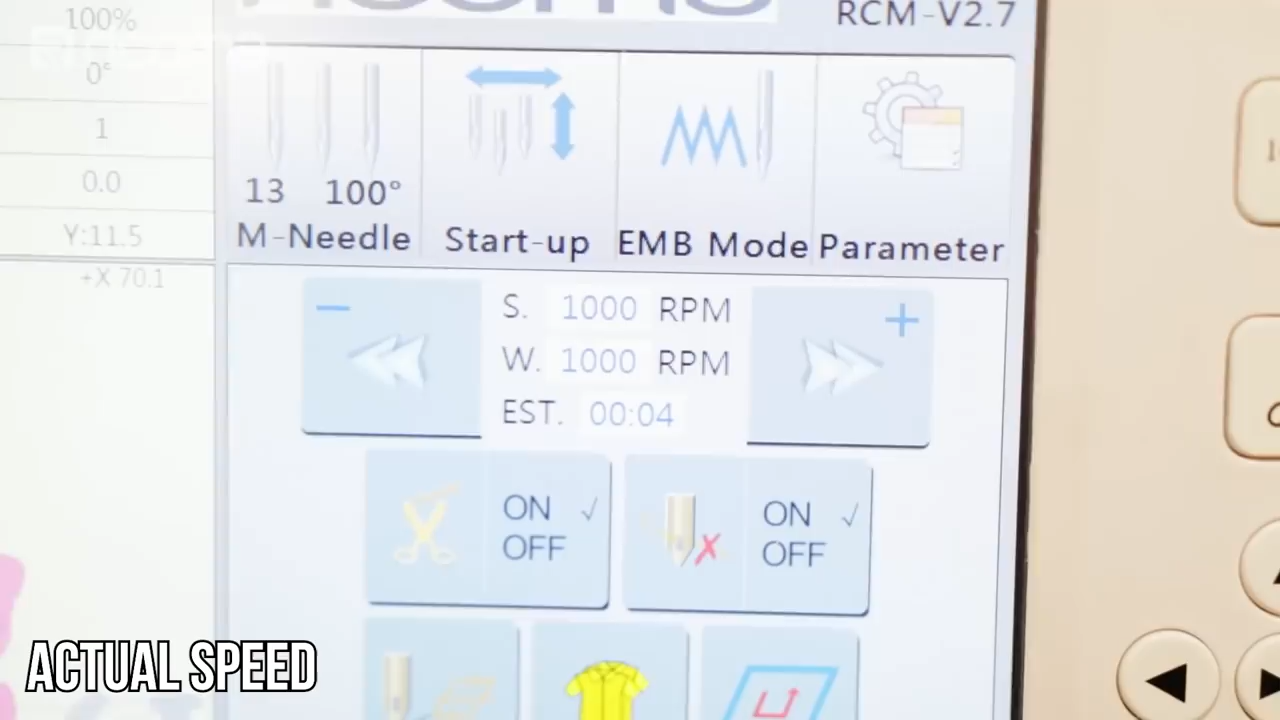 100%
RCM-V2.7
0°
1
0.0
Y:11.5
+X 70.1
13 100°
M-Needle
Start-up
EMB Mode
Parameter
S. 1000 RPM
W. 1000 RPM
EST. 00:04
ON √
OFF
ON √
OFF
ACTUAL SPEED